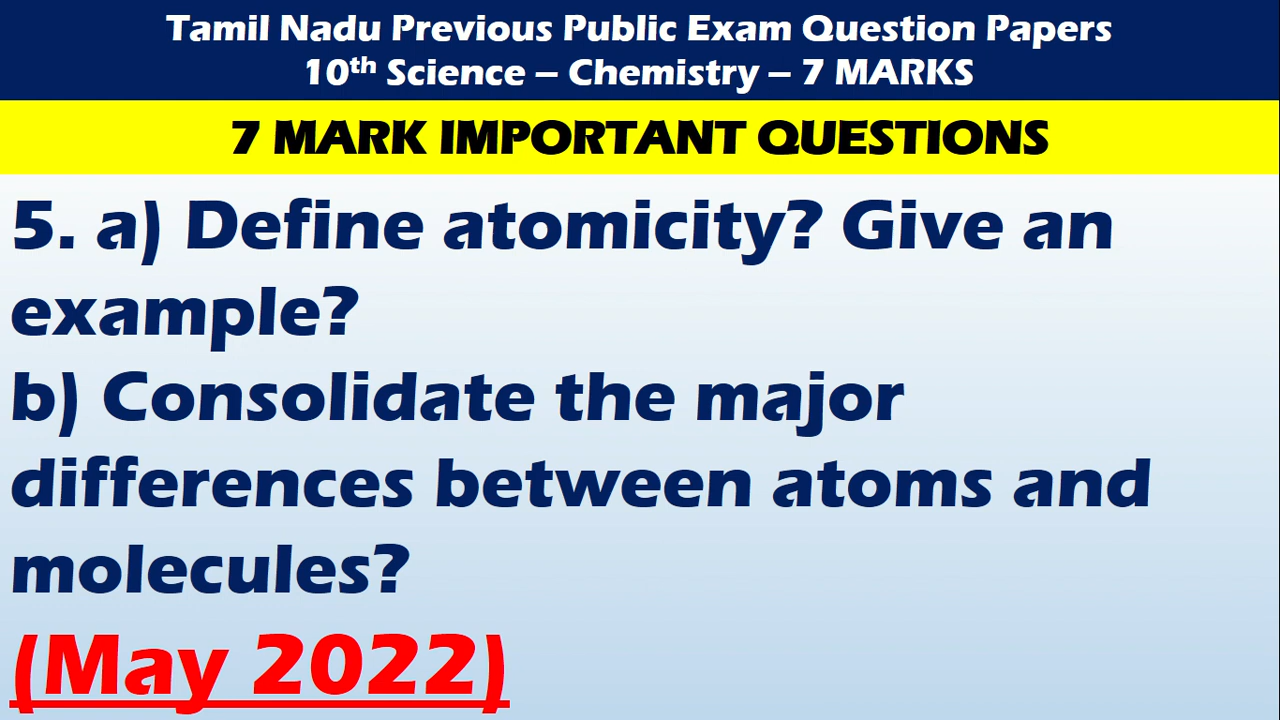 Tamil Nadu Previous Public Exam Question Papers
10th Science – Chemistry – 7 MARKS
7 MARK IMPORTANT QUESTIONS
5. a) Define atomicity? Give an
example?
b) Consolidate the major
differences between atoms and
molecules?
(May 2022)